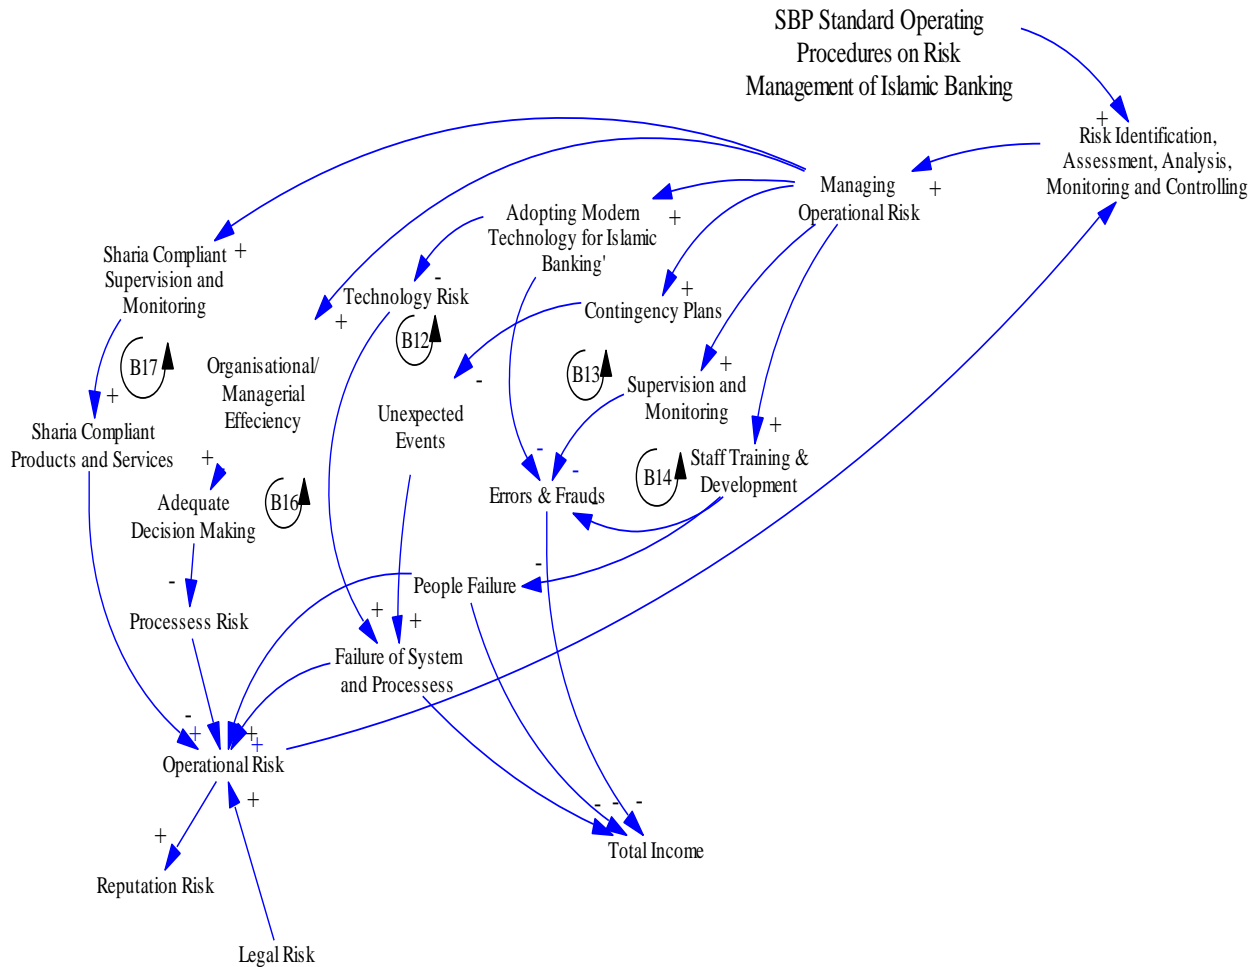 SBP Standard Operating
Procedures on Risk
Management of Islamic Banking
+
Risk Identification,
Assessment, Analysis,
Monitoring and Controlling
Managing
Operational Risk
+
Adopting Modern
Technology for Islamic
Banking'
+
Sharia Compliant
Supervision and
Monitoring
+
Technology Risk
-
+
Contingency Plans
+
B12
B17
B13
Organisational/
Managerial
Effeciency
Supervision and
Monitoring
+
-
Unexpected
Events
+
Sharia Compliant
Products and Services
+
Staff Training &
Development
+
B14
-
-
-
Errors & Frauds
B16
Adequate
Decision Making
+
-
People Failure
-
Processess Risk
+
+
Failure of System
and Processess
-
+
+
+
Operational Risk
+
- - -
Total Income
+
Reputation Risk
Legal Risk